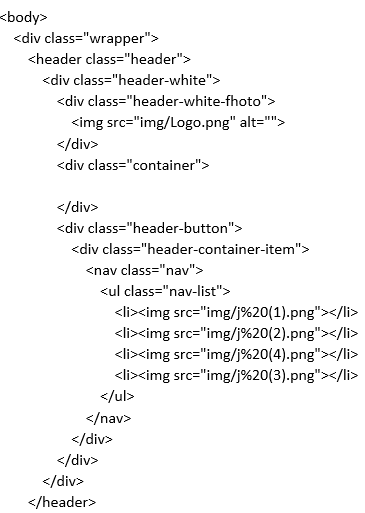 <body>
<div class="wrapper">
<header class="header">
<div class="header-white">
<div class="header-white-fhoto">
<img src="img/Logo.png" alt="">
</div>
<div class="container">
</div>
<div class="header-button">
<div class="header-container-item">
<nav class="nav">
<ul class="nav-list">
<li><img src="img/j%20(1).png"></li>
<li><img src="img/j%20(2).png"></li>
<li><img src="img/j%20(4).png"></li>
<li><img src="img/j%20(3).png"></li>
</ul>
</nav>
</div>
</div>
</div>
</header>